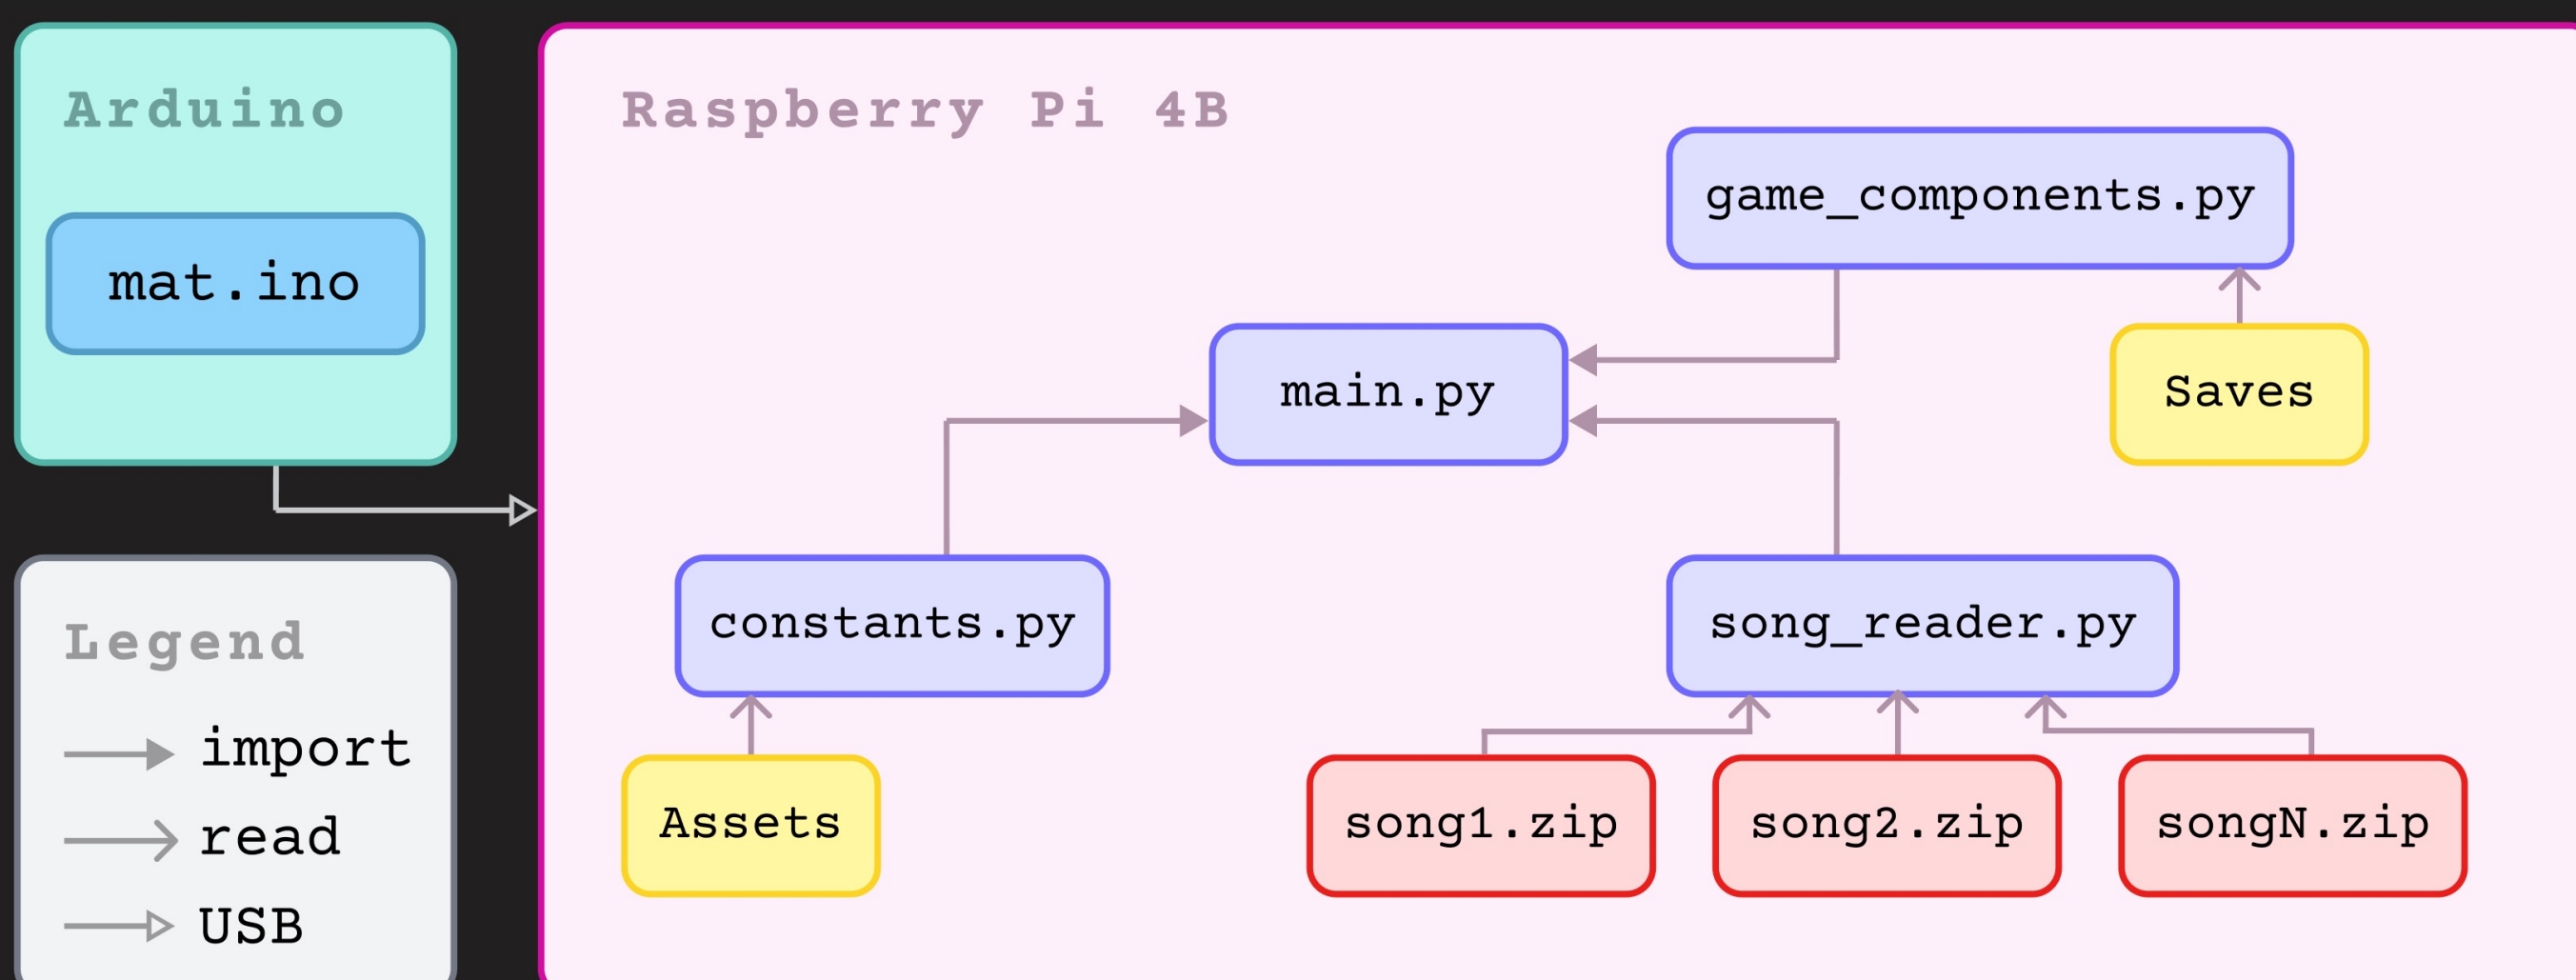 Arduino
mat.ino
Legend
import
read
USB
Raspberry Pi 4B
game_components.py
main.py
Saves
constants.py
song_reader.py
Assets
song1.zip
song2.zip
songN.zip